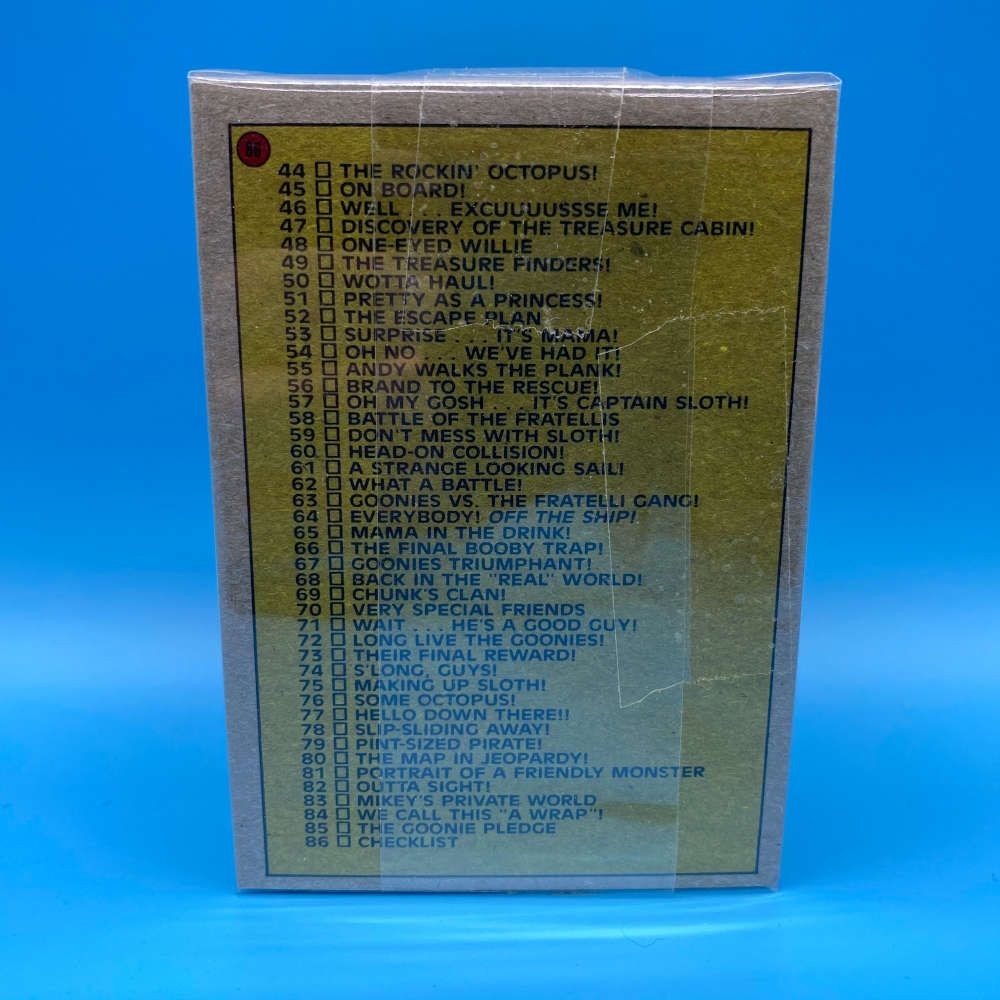 86
44 THE ROCKIN' OCTOPUS!
45 ON BOARD!
46 WELL . . . EXCUUUUSSSE ME!
47 DISCOVERY OF THE TREASURE CABIN!
48 ONE-EYED WILLIE
49 THE TREASURE FINDERS!
50 WOTTA HAUL!
51 PRETTY AS A PRINCESS!
52 THE ESCAPE PLAN
53 SURPRISE . . . IT'S MAMA!
54 OH NO . . . WE'VE HAD IT!
55 ANDY WALKS THE PLANK!
56 BRAND TO THE RESCUE!
57 OH MY GOSH . . . IT'S CAPTAIN SLOTH!
58 BATTLE OF THE FRATELLIS
59 DON'T MESS WITH SLOTH!
60 HEAD-ON COLLISION!
61 A STRANGE LOOKING SAIL!
62 WHAT A BATTLE!
63 GOONIES VS. THE FRATELLI GANG!
64 EVERYBODY! OFF THE SHIP!
65 MAMA IN THE DRINK!
66 THE FINAL BOOBY TRAP!
67 GOONIES TRIUMPHANT!
68 BACK IN THE "REAL" WORLD!
69 CHUNK'S CLAN!
70 VERY SPECIAL FRIENDS
71 WAIT . . . HE'S A GOOD GUY!
72 LONG LIVE THE GOONIES!
73 THEIR FINAL REWARD!
74 S'LONG, GUYS!
75 MAKING UP SLOTH!
76 SOME OCTOPUS!
77 HELLO DOWN THERE!!
78 SLIP-SLIDING AWAY!
79 PINT-SIZED PIRATE!
80 THE MAP IN JEOPARDY!
81 PORTRAIT OF A FRIENDLY MONSTER
82 OUTTA SIGHT!
83 MIKEY'S PRIVATE WORLD
84 WE CALL THIS "A WRAP"!
85 THE GOONIE PLEDGE
86 CHECKLIST